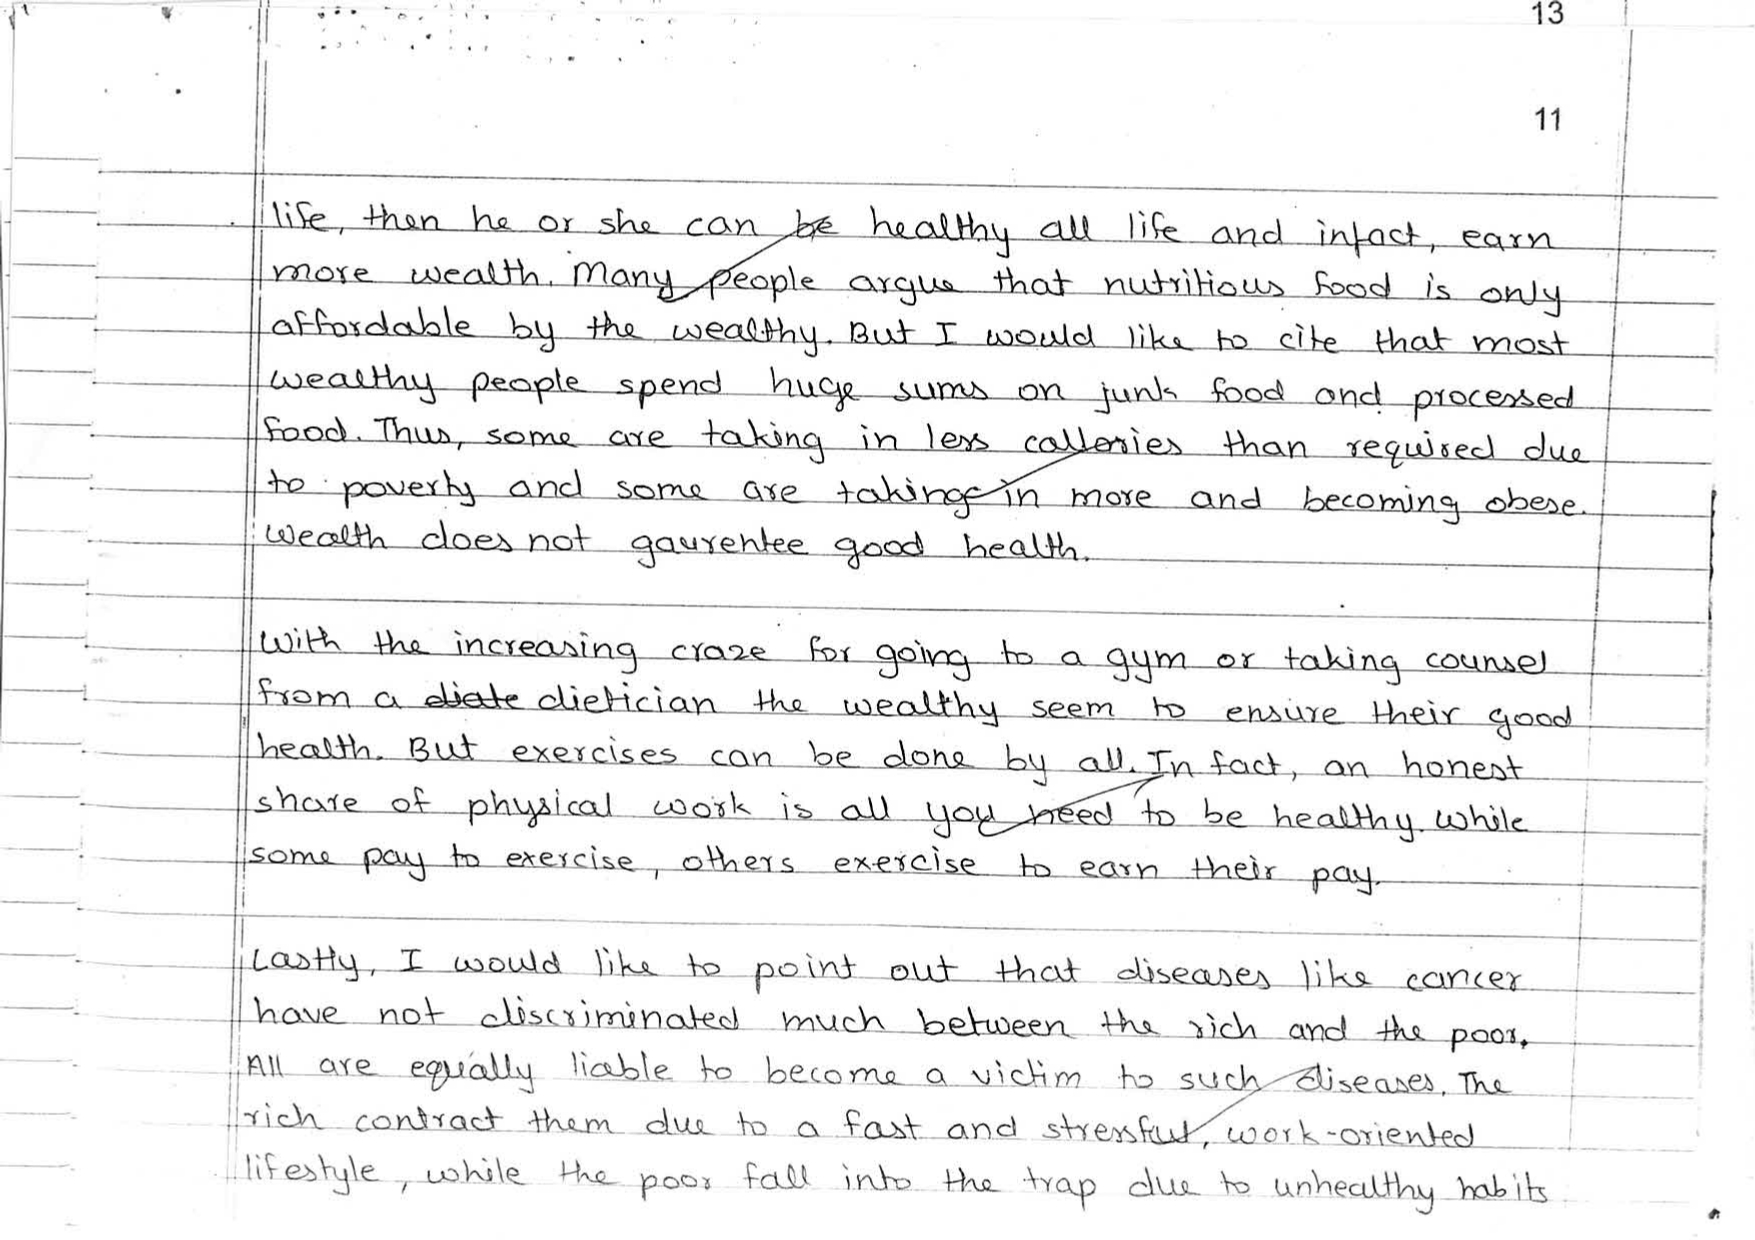 13
11
life, then he or she can be healthy all life and infact, earn
more wealth. Many people argue that nutritious food is only
affordable by the wealthy. But I would like to cite that most
wealthy people spend huge sums on junk food and processed
food. Thus, some are taking in less calleries than required due
to poverty and some are taking in more and becoming obese.
Wealth does not gaurentee good health.
With the increasing craze for going to a gym or taking counsel
from a diate dietician the wealthy seem to ensure their good
health. But exercises can be done by all. In fact, an honest
share of physical work is all you need to be healthy. While
some pay to exercise, others exercise to earn their pay.
Lastly, I would like to point out that diseases like cancer
have not discriminated much between the rich and the poor.
All are equally liable to become a victim to such diseases. The
rich contract them due to a fast and stressful, work-oriented
lifestyle, while the poor fall into the trap due to unhealthy habits